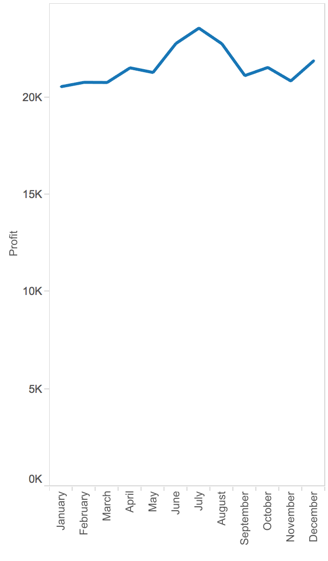 20K
15K
10K
5K
0K
Profit
January
February
March
April
May
June
July
August
September
October
November
December